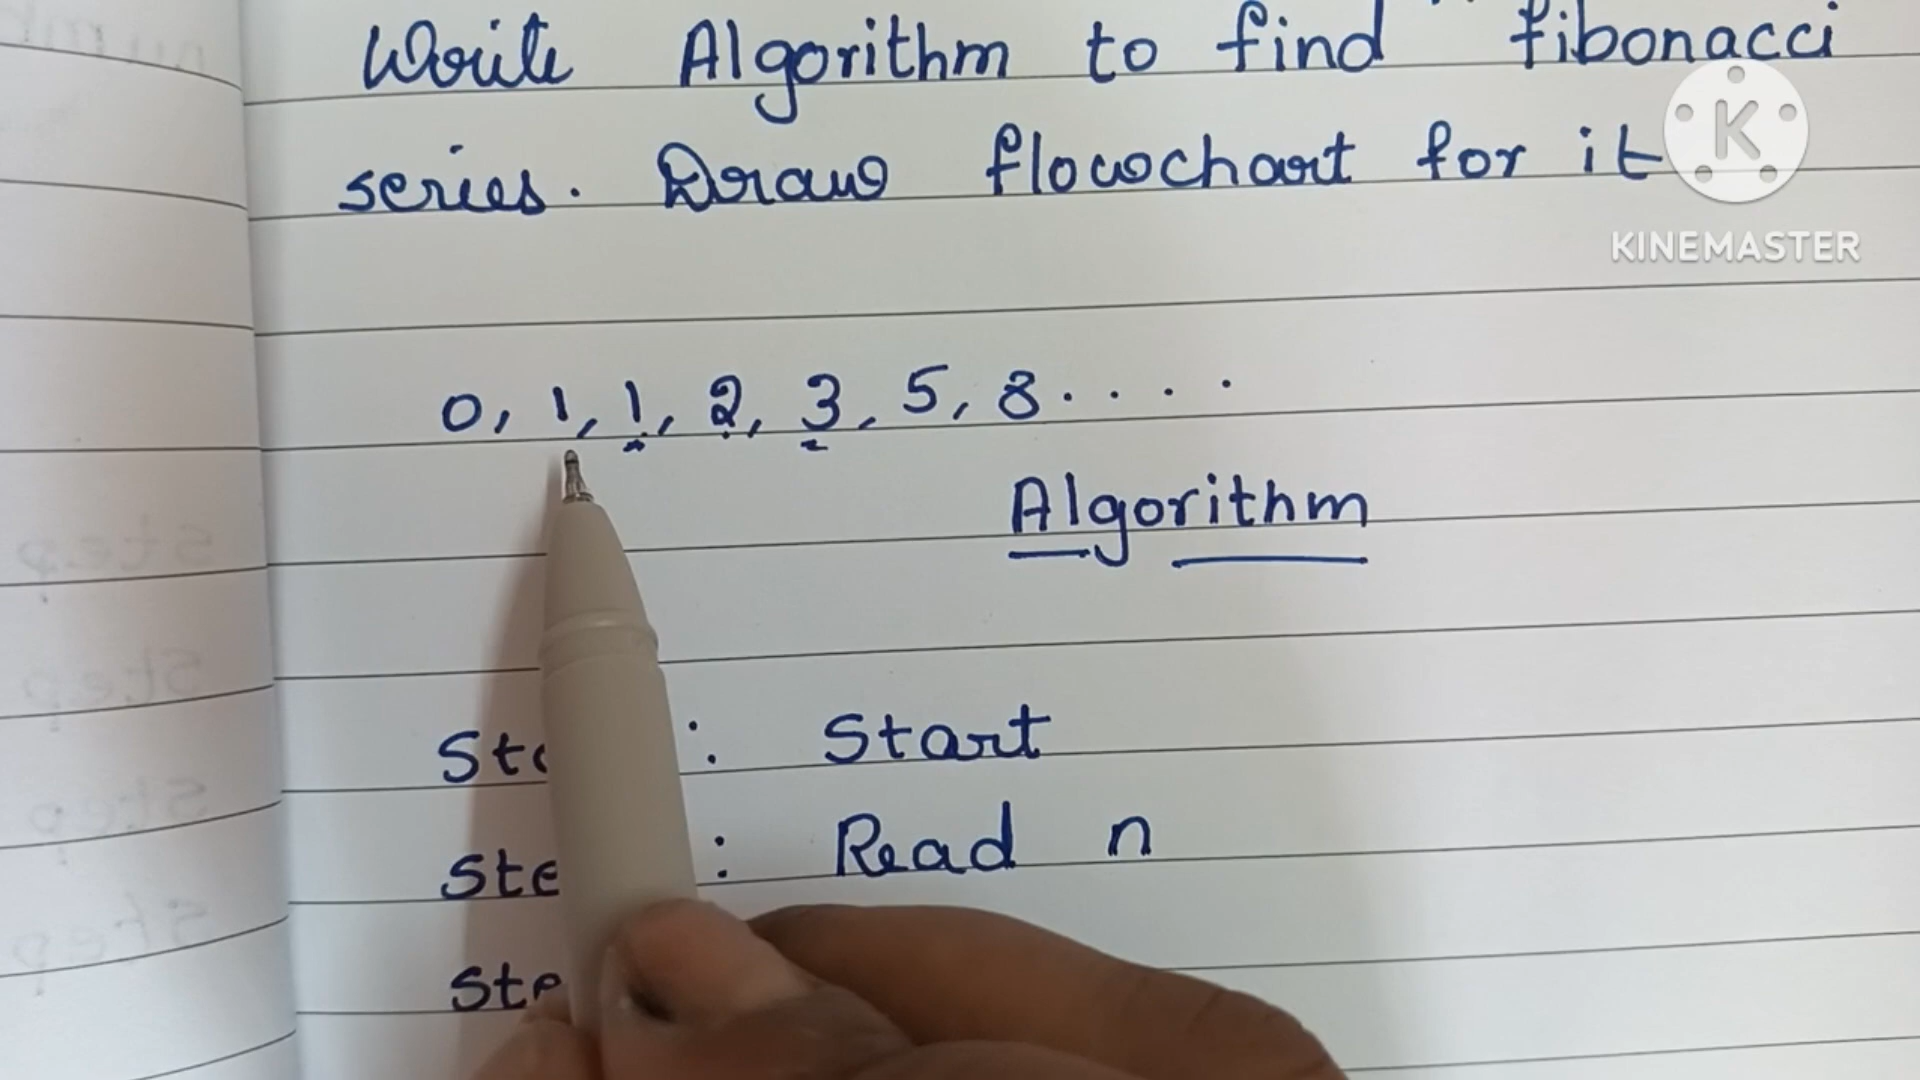 Write Algorithm to find fibonacci
series. Draw flowchart for it
K
KINEMASTER
0, 1, 1, 2, 3, 5, 8....
Algorithm
: Start
: Read n